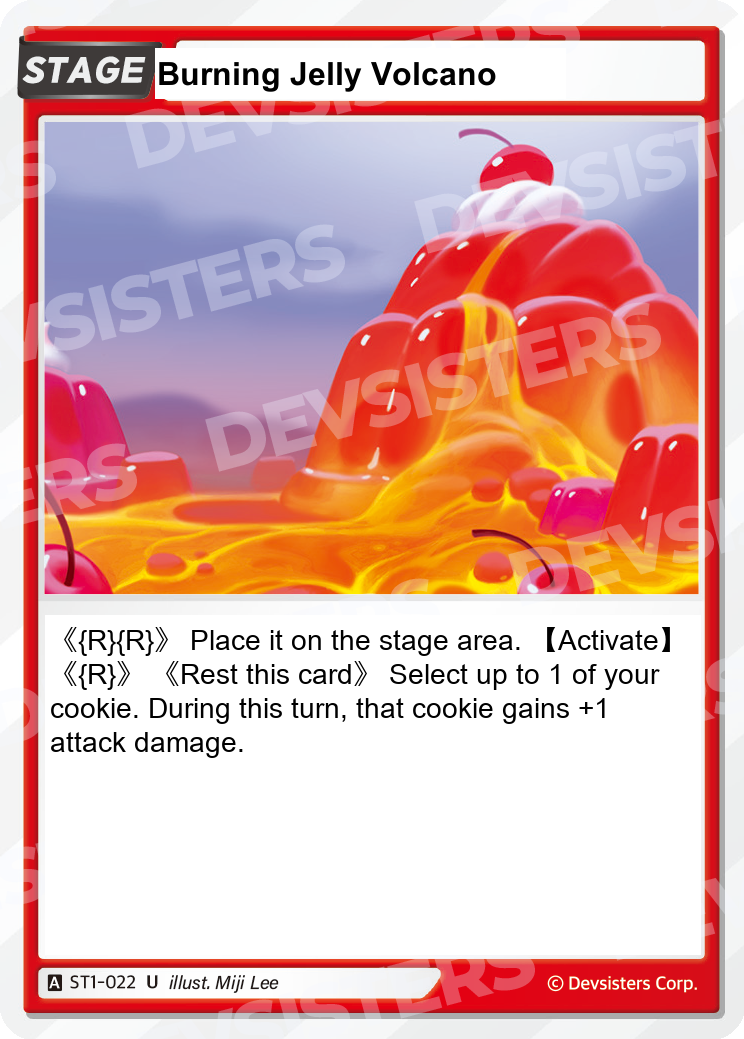 STAGE Burning Jelly Volcano
DEVSISTERS
《{R}{R}》 Place it on the stage area. 【Activate】
《{R}》 《Rest this card》 Select up to 1 of your
cookie. During this turn, that cookie gains +1
attack damage.
A ST1-022 U illust. Miji Lee
© Devsisters Corp.